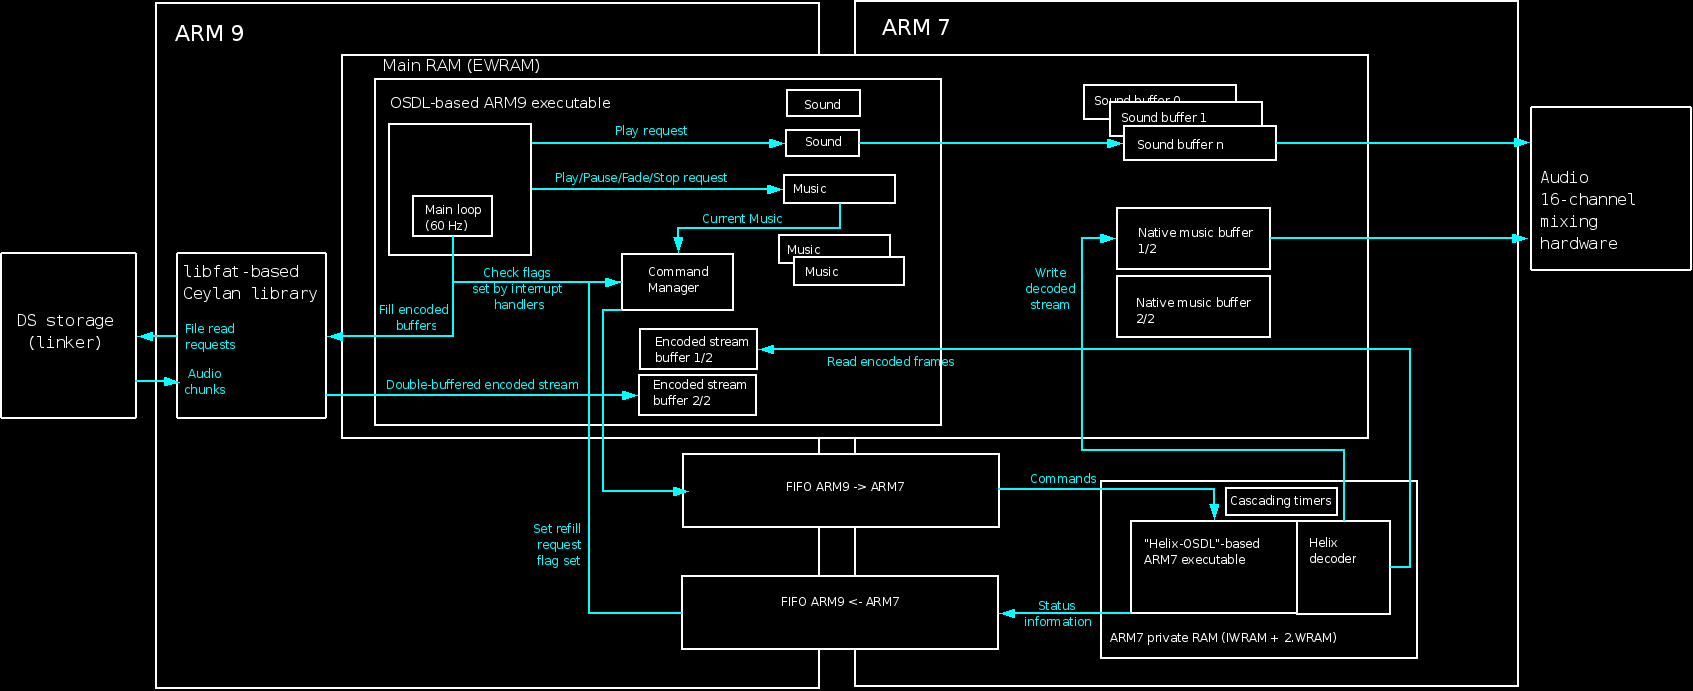 ARM 9
ARM 7
Main RAM (EWRAM)
OSDL-based ARM9 executable
Sound
Play request
Sound
Play/Pause/Fade/Stop request
Music
Main loop
(60 Hz)
Current Music
Music
Music
Command
Manager
Check flags
set by interrupt
handlers
Fill encoded
buffers
Sound buffer 0
Sound buffer 1
Sound buffer n
Native music buffer
1/2
Native music buffer
2/2
Write
decoded
stream
Audio
16-channel
mixing
hardware
DS storage
(linker)
libfat-based
Ceylan library
File read
requests
Audio
chunks
Encoded stream
buffer 1/2
Read encoded frames
Double-buffered encoded stream
Encoded stream
buffer 2/2
FIFO ARM9 -> ARM7
Commands
Cascading timers
Set refill
request
flag set
"Helix-OSDL"-based
ARM7 executable
Helix
decoder
FIFO ARM9 <- ARM7
Status
information
ARM7 private RAM (IWRAM + 2.WRAM)